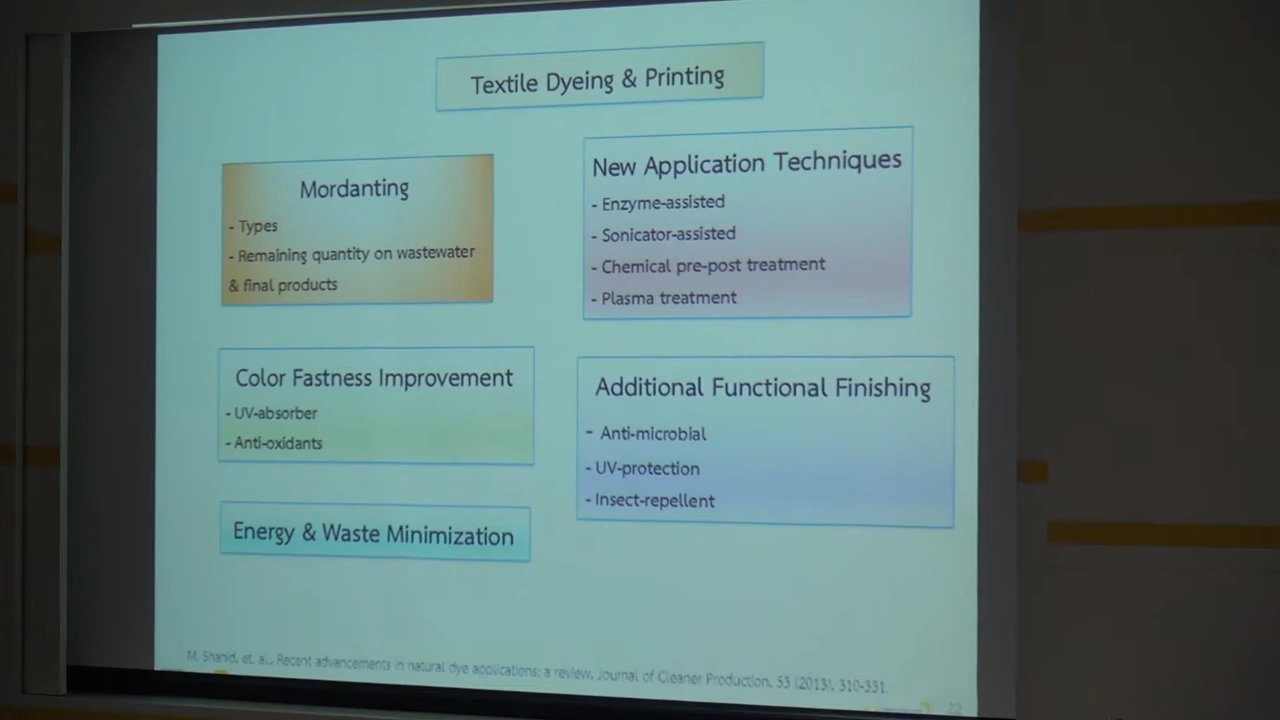 Textile Dyeing & Printing
Mordanting
- Types
- Remaining quantity on wastewater
& final products
New Application Techniques
- Enzyme-assisted
- Sonicator-assisted
- Chemical pre-post treatment
- Plasma treatment
Color Fastness Improvement
- UV-absorber
- Anti-oxidants
Additional Functional Finishing
- Anti-microbial
- UV-protection
- Insect-repellent
Energy & Waste Minimization
M. Shahid, et. al., Recent advancements in natural dye applications: a review, Journal of Cleaner Production. 53 (2013), 310-331.